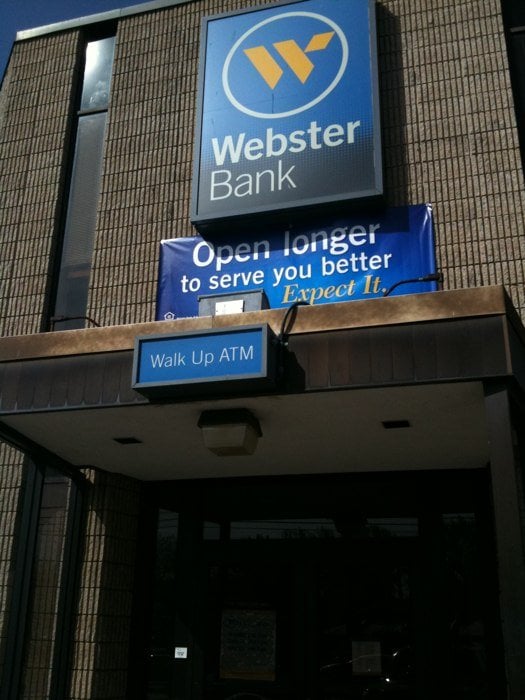 Webster
Bank
Open longer
to serve you better
Expect It.
Walk Up ATM